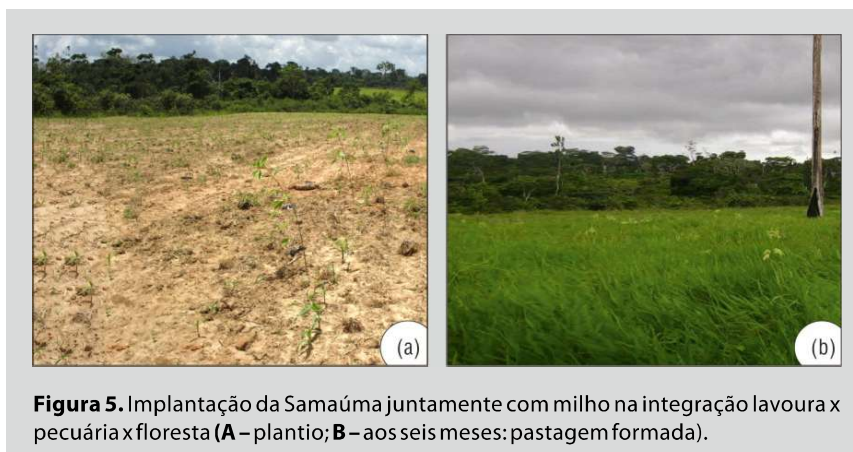 (a)
(b)
Figura 5. Implantação da Samaúma juntamente com milho na integração lavoura x
pecuária x floresta (A – plantio; B – aos seis meses: pastagem formada).